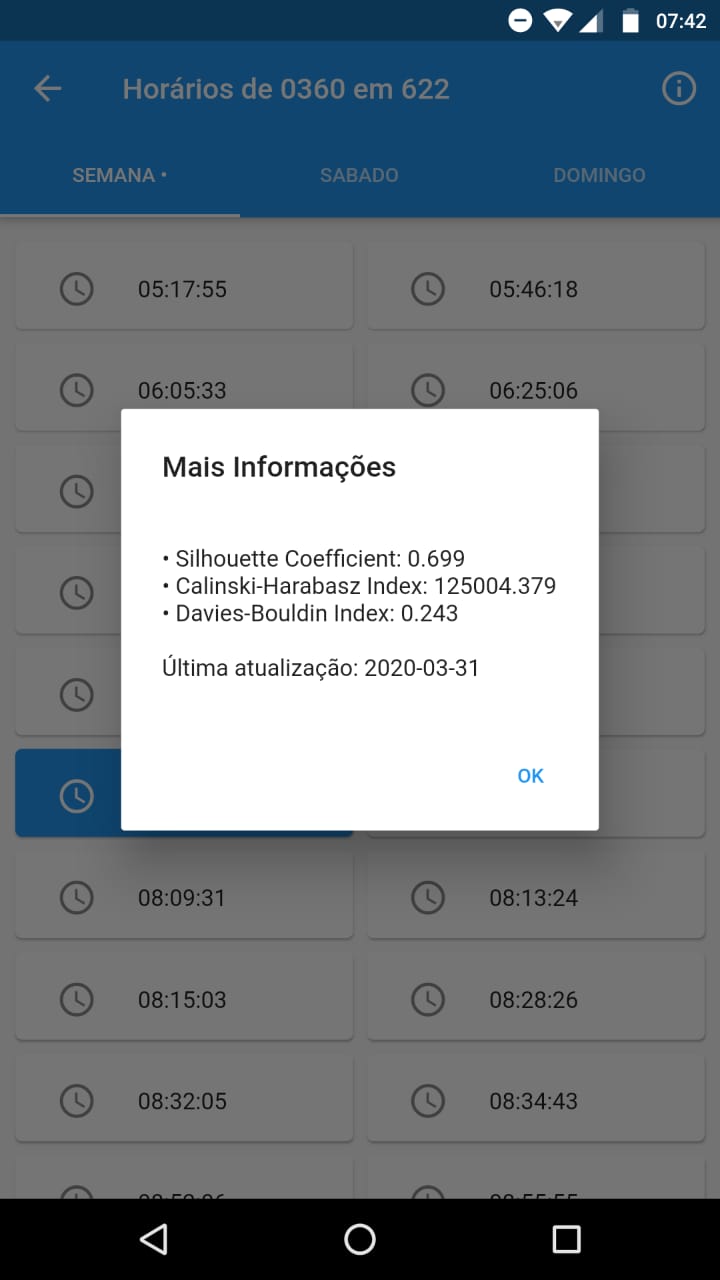 07:42
Horários de 0360 em 622
SEMANA • SABADO DOMINGO
05:17:55 05:46:18
06:05:33 06:25:06
Mais Informações
• Silhouette Coefficient: 0.699
• Calinski-Harabasz Index: 125004.379
• Davies-Bouldin Index: 0.243
Última atualização: 2020-03-31
OK
08:09:31 08:13:24
08:15:03 08:28:26
08:32:05 08:34:43